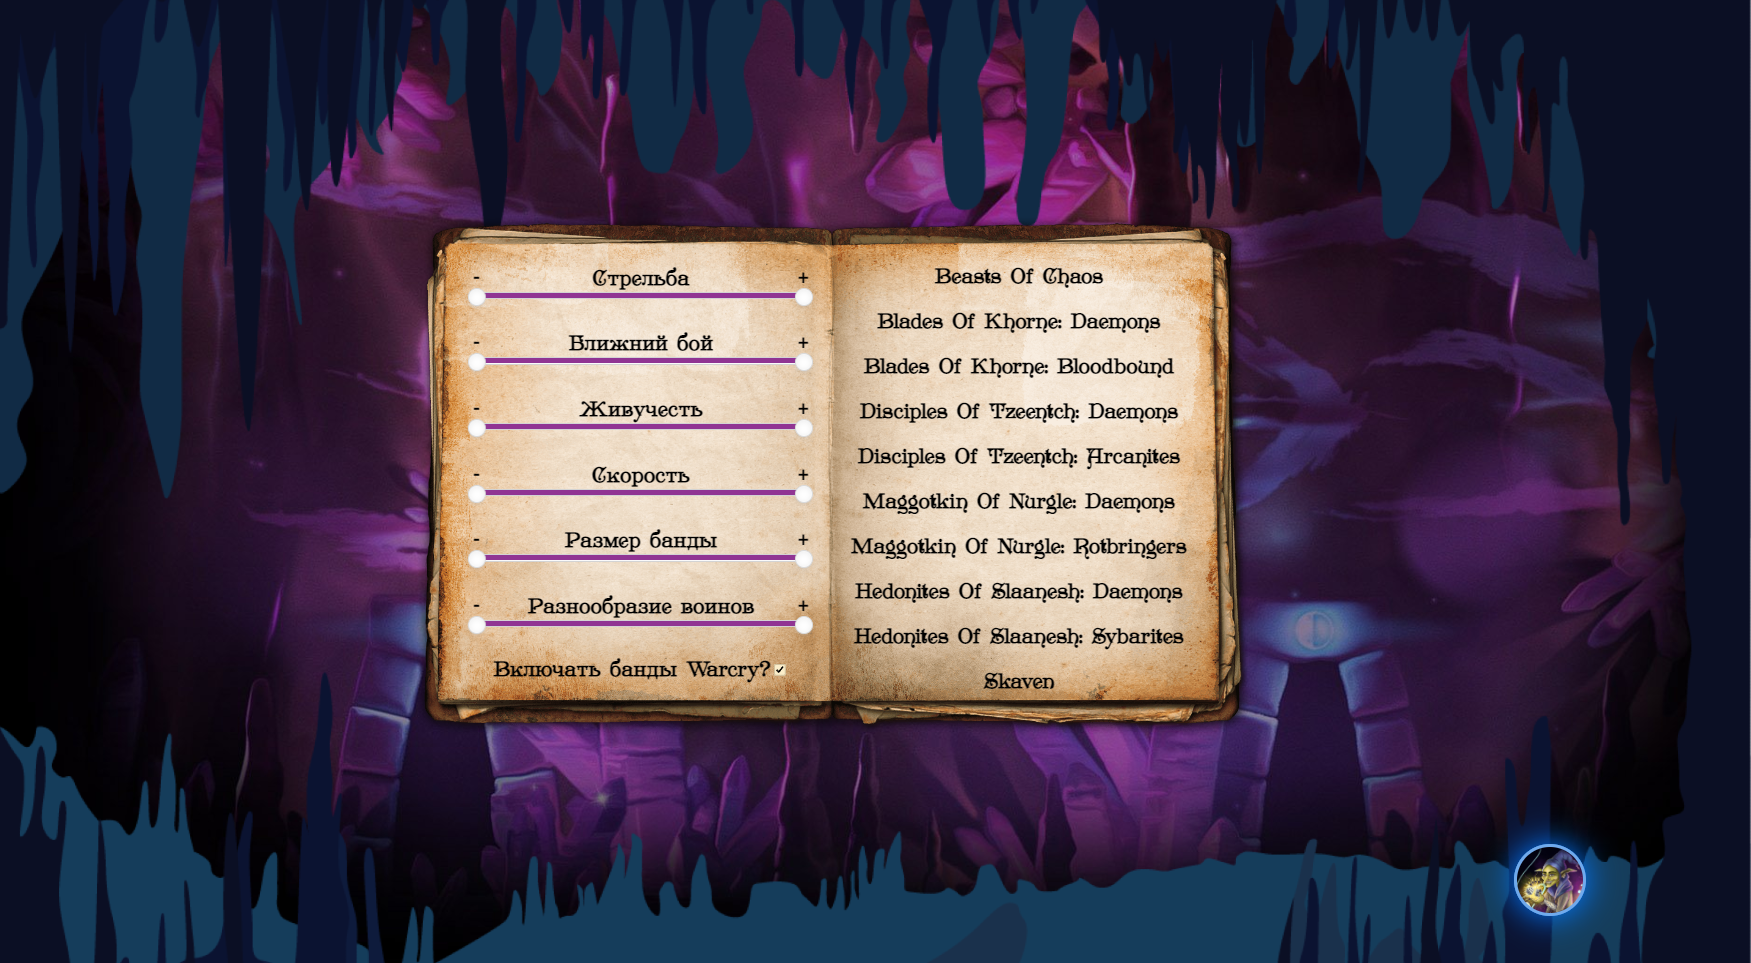 - Стрельба +
- Ближний бой +
- Живучесть +
- Скорость +
- Размер банды +
- Разнообразие воинов +
Включать банды Warcry?
Beasts Of Chaos
Blades Of Khorne: Daemons
Blades Of Khorne: Bloodbound
Disciples Of Tzeentch: Daemons
Disciples Of Tzeentch: Arcanites
Maggotkin Of Nurgle: Daemons
Maggotkin Of Nurgle: Rotbringers
Hedonites Of Slaanesh: Daemons
Hedonites Of Slaanesh: Sybarites
Skaven